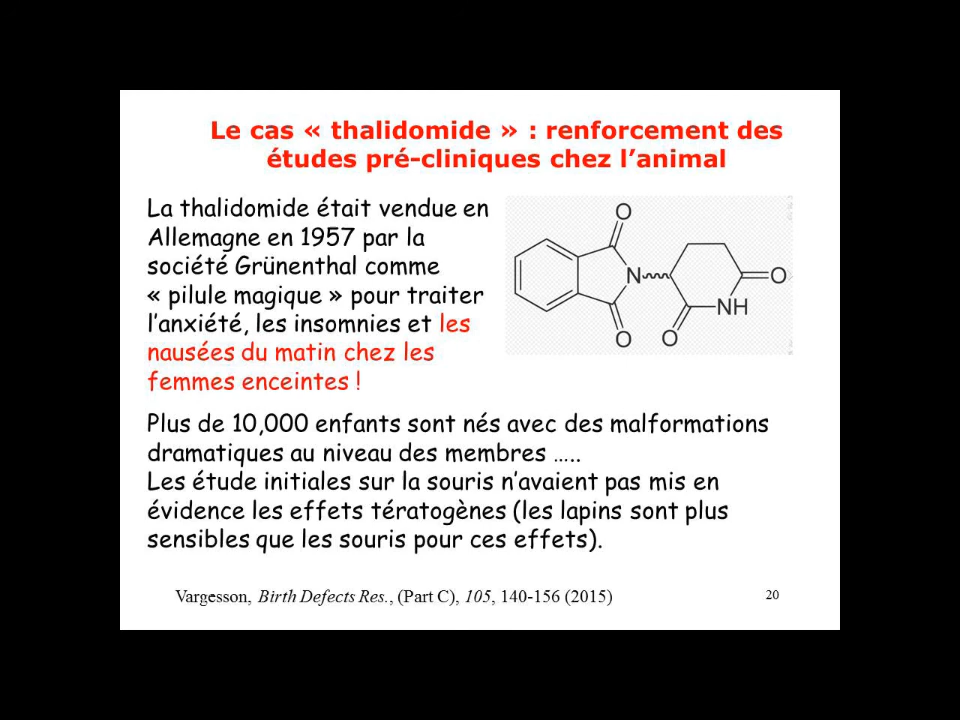 Le cas « thalidomide » : renforcement des
études pré-cliniques chez l’animal
La thalidomide était vendue en
Allemagne en 1957 par la
société Grünenthal comme
« pilule magique » pour traiter
l’anxiété, les insomnies et les
nausées du matin chez les
femmes enceintes !
O
N
O
O
NH
O
Plus de 10,000 enfants sont nés avec des malformations
dramatiques au niveau des membres …..
Les étude initiales sur la souris n’avaient pas mis en
évidence les effets tératogènes (les lapins sont plus
sensibles que les souris pour ces effets).
Vargesson, Birth Defects Res., (Part C), 105, 140-156 (2015)
20